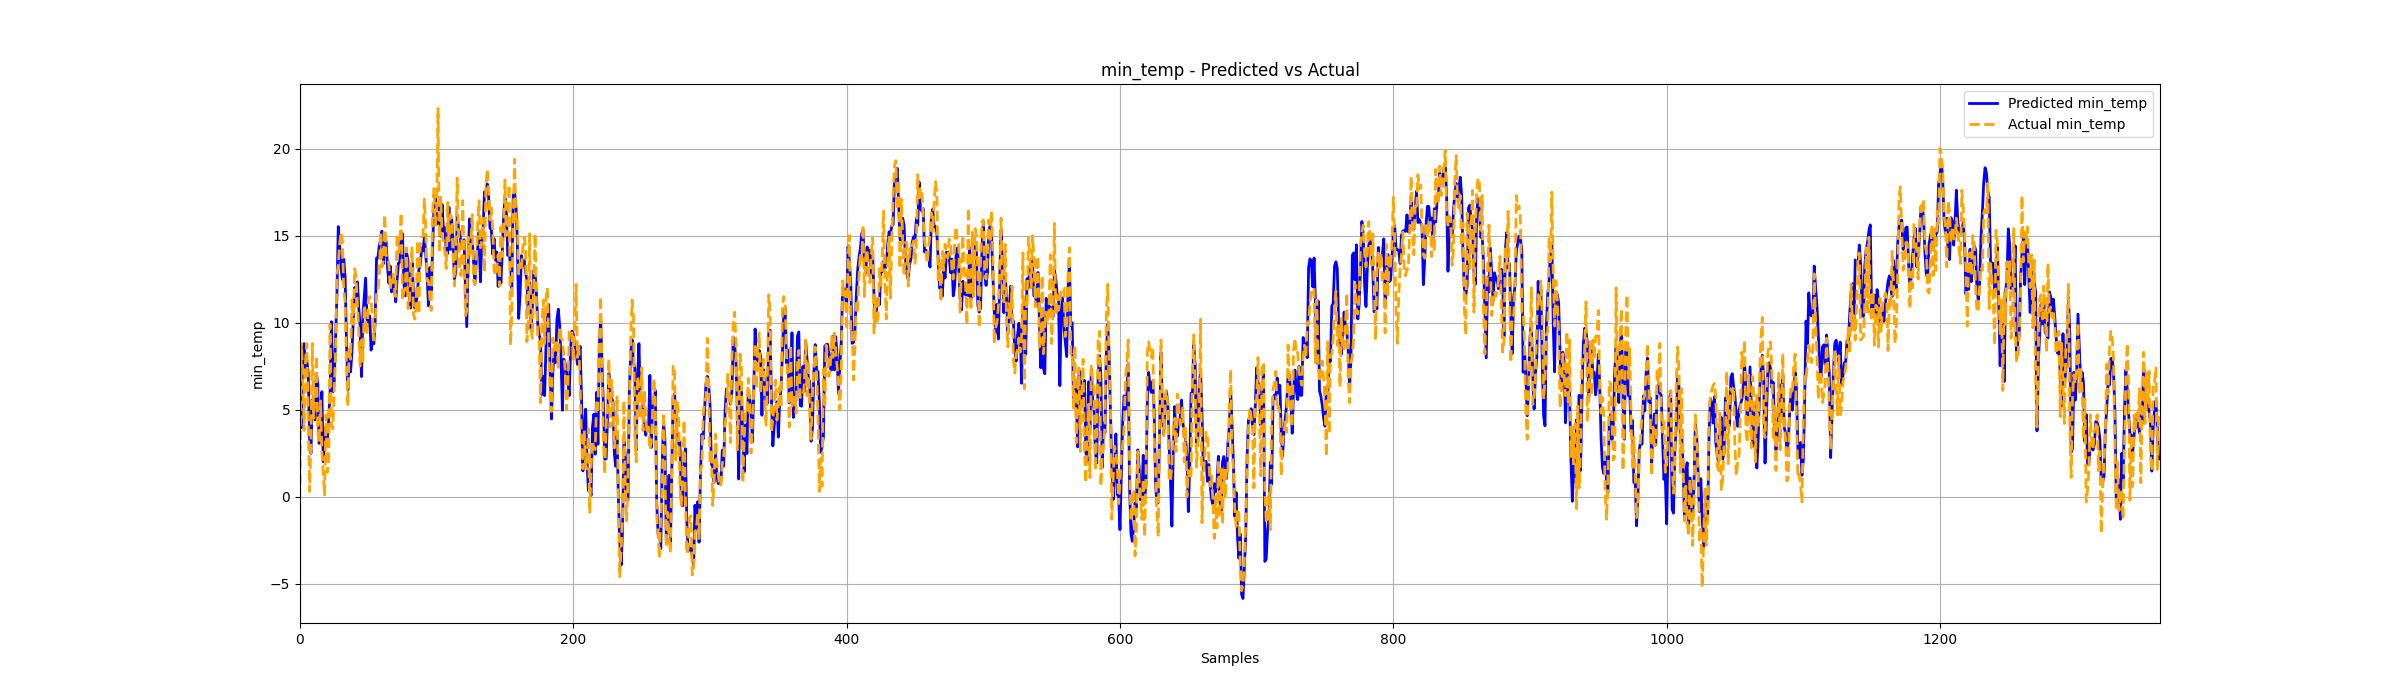 min_temp - Predicted vs Actual
Predicted min_temp
Actual min_temp
min_temp
20
15
10
5
0
−5
0
200
400
600
800
1000
1200
Samples